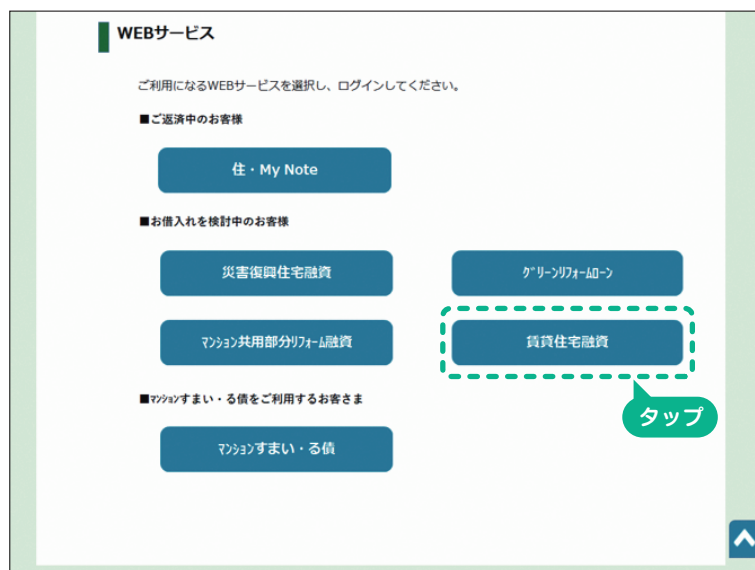 WEBサービス
ご利用になるWEBサービスを選択し、ログインしてください。
■ご返済中のお客様
住・My Note
■お借入れを検討中のお客様
災害復興住宅融資
グリーンリフォームローン
マンション共用部分リフォーム融資
賃貸住宅融資
タップ
■マンションすまい・る債をご利用するお客さま
マンションすまい・る債